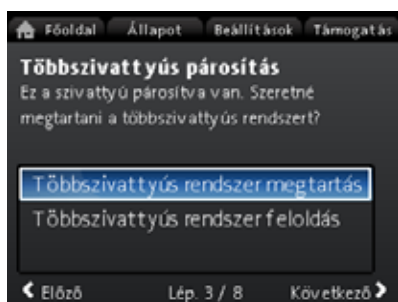 Főoldal Állapot Beállítások Támogatás
Többszivattyús párosítás
Ez a szivattyú párosítva van. Szeretné
megtartani a többszivattyús rendszert?
Többszivattyús rendszer megtartás
Többszivattyús rendszer feloldás
Előző Lép. 3 / 8 Következő